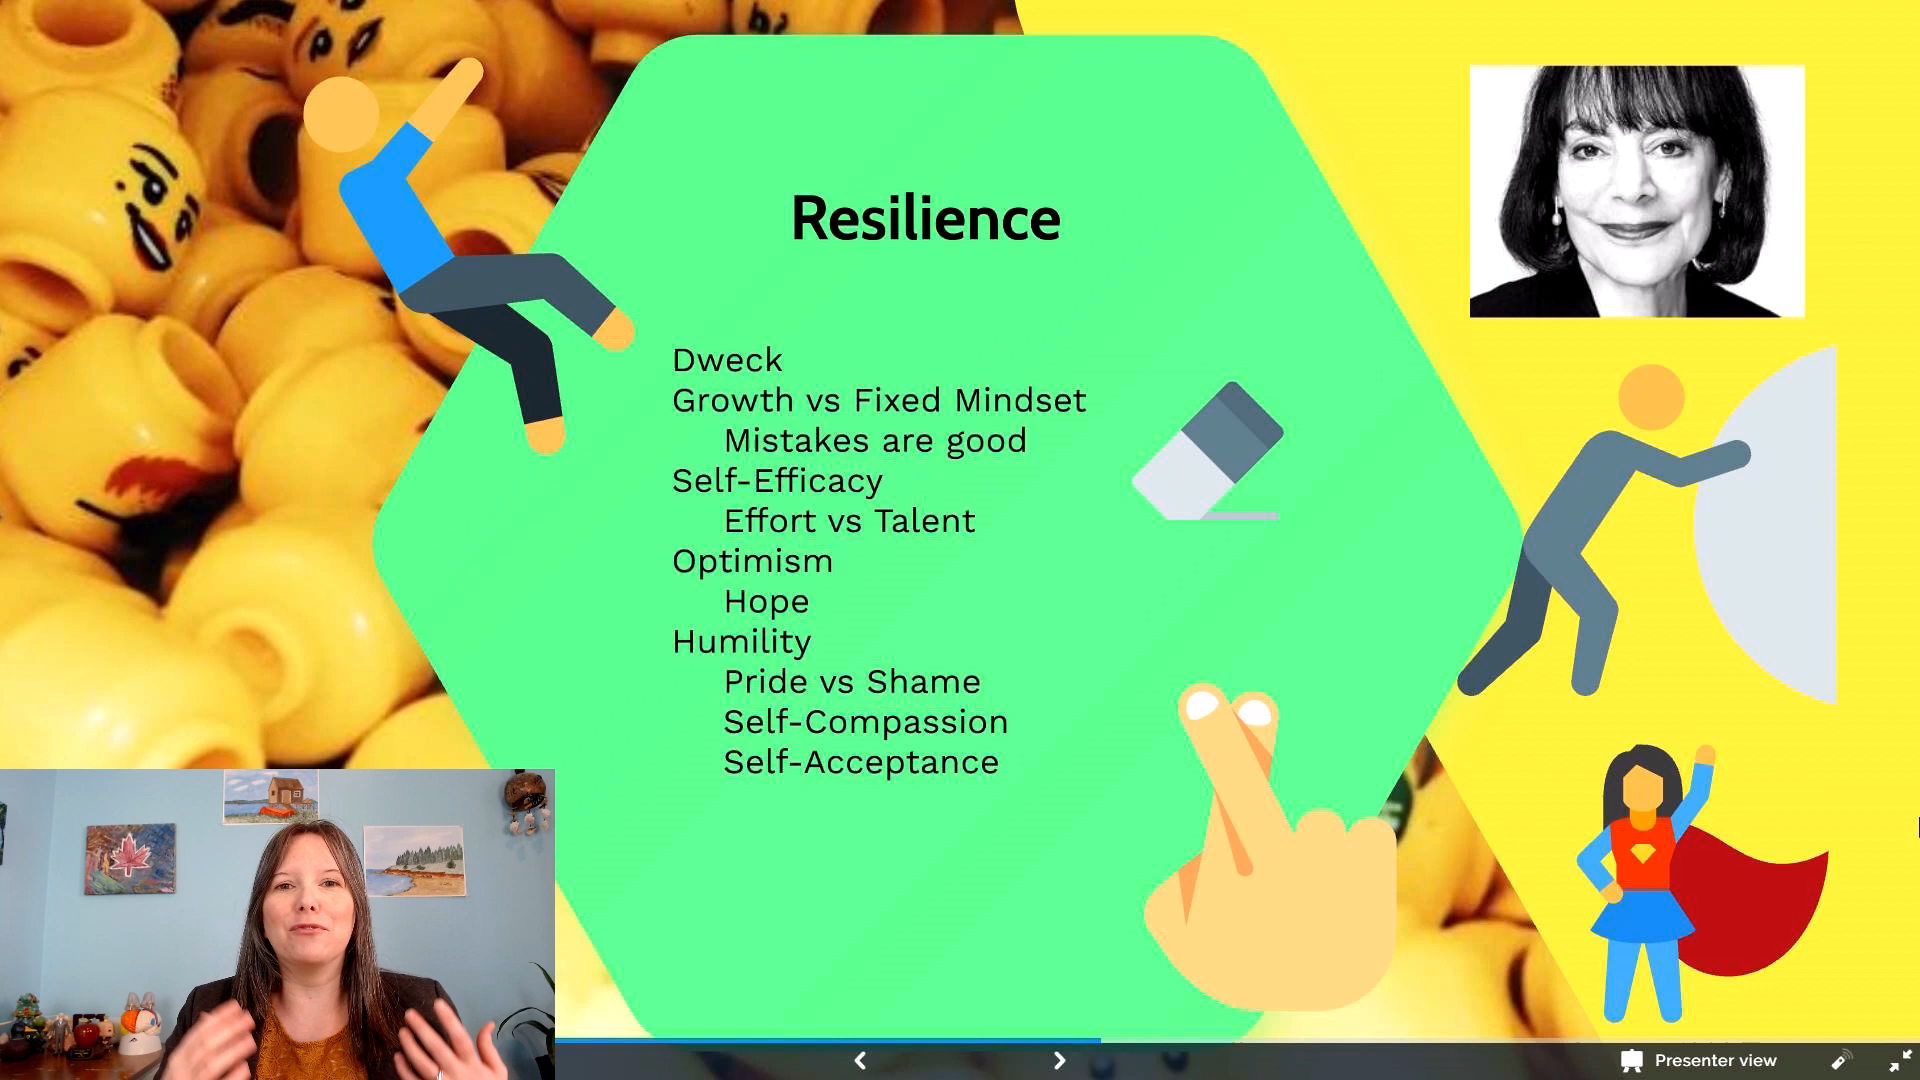 Resilience
Dweck
Growth vs Fixed Mindset
Mistakes are good
Self-Efficacy
Effort vs Talent
Optimism
Hope
Humility
Pride vs Shame
Self-Compassion
Self-Acceptance
Presenter view